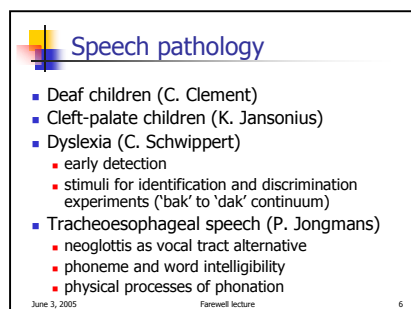 Speech pathology
Deaf children (C. Clement)
Cleft-palate children (K. Jansonius)
Dyslexia (C. Schwippert)
early detection
stimuli for identification and discrimination
experiments (‘bak’ to ‘dak’ continuum)
Tracheoesophageal speech (P. Jongmans)
neoglottis as vocal tract alternative
phoneme and word intelligibility
physical processes of phonation
June 3, 2005 Farewell lecture 6